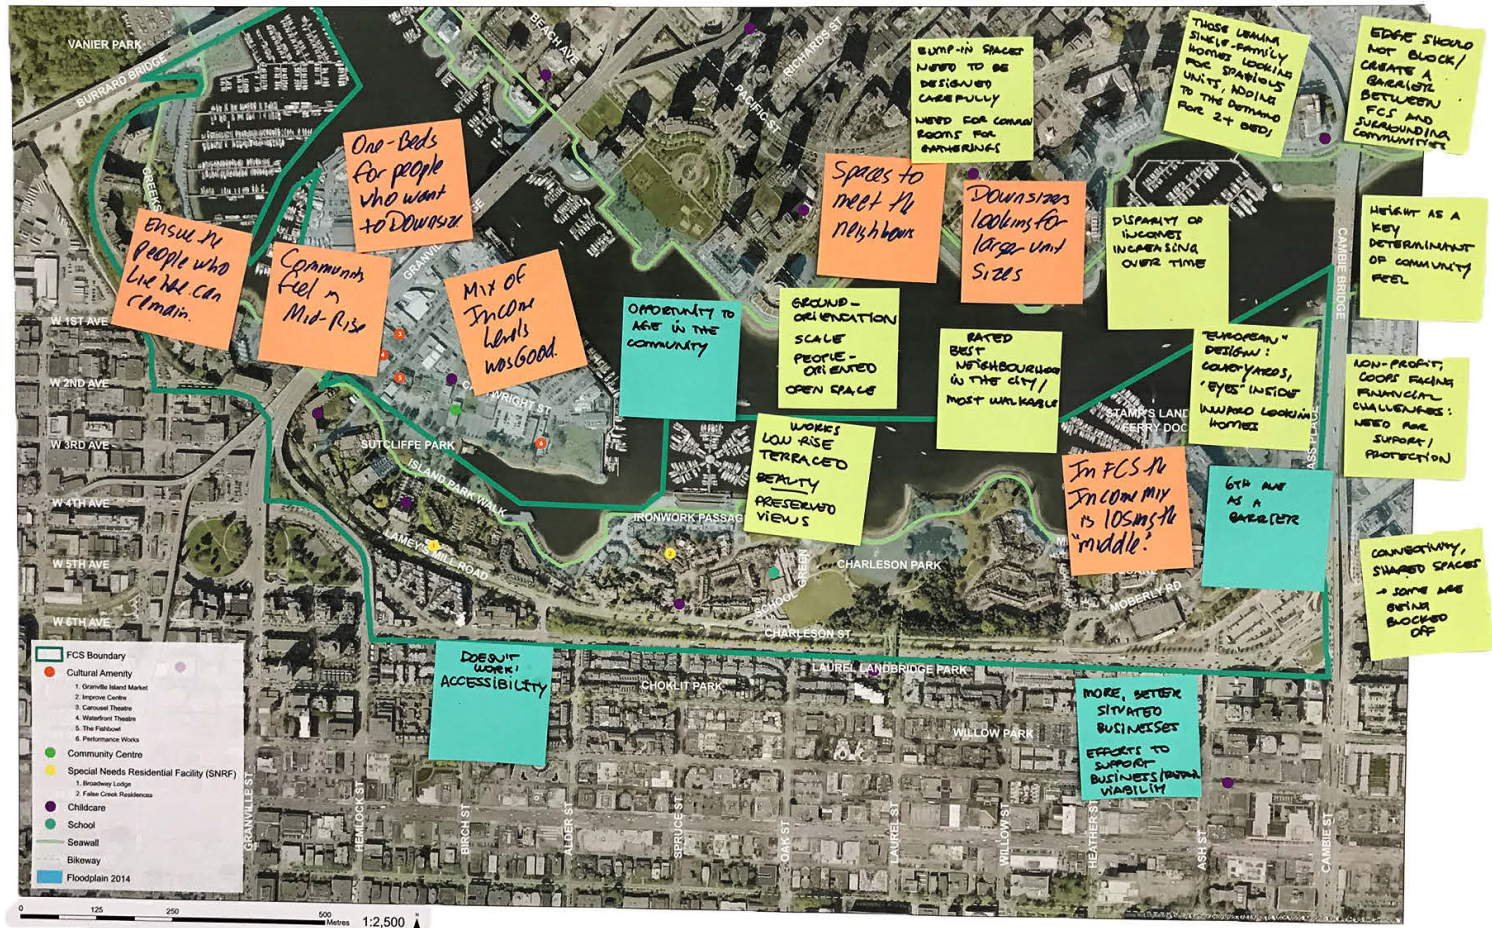 VANIER PARK
BURRARD BRIDGE
BEACH AVE
RICHARDS ST
PACIFIC ST
BUMP-IN SPACES
NEED TO BE
DESIGNED
CAREFULLY
NEED FOR COMMON
ROOMS FOR
GATHERINGS
THOSE LEAVING
SINGLE-FAMILY
HOMES LOOKING
FOR SPACIOUS
UNITS, ADDING
TO THE DEMAND
FOR 2+ BEDS
EDGE SHOULD
NOT BLOCK/
CREATE A
BARRIER
BETWEEN
FCS AND
SURROUNDING
COMMUNITIES
One-Beds
for people
who want
to Downsize.
Spaces to
meet the
neighbours
Downsizers
looking for
larger unit
sizes
DISPARITY OF
INCOMES
INCREASING
OVER TIME
HEIGHT AS A
KEY
DETERMINANT
OF COMMUNITY
FEEL
CAMBIE BRIDGE
Ensure the
people who
live here can
remain.
Community
feel in
Mid-Rise
Mix of
Income
Levels
was Good.
OPPORTUNITY TO
AGE IN THE
COMMUNITY
GROUND-
ORIENTATION
SCALE
PEOPLE-
ORIENTED
OPEN SPACE
RATED
BEST
NEIGHBOURHOOD
IN THE CITY/
MOST WALKABLE
"EUROPEAN"
DESIGN:
COURTYARDS,
"EYES" INSIDE
INWARD LOOKING
HOMES
NON-PROFIT,
COOPS FACING
FINANCIAL
CHALLENGES:
NEED FOR
SUPPORT/
PROTECTION
W 1ST AVE
W 2ND AVE
W 3RD AVE
W 4TH AVE
W 5TH AVE
W 6TH AVE
SUTCLIFFE PARK
ISLAND PARK WALK
LAMEY'S MILL ROAD
IRONWORK PASSAG
WORKS
LOW RISE
TERRACED
BEAUTY
PRESERVED
VIEWS
In FCS the
Income mix
is losing the
"middle."
6TH AVE
AS A
BARRIER
CONNECTIVITY,
SHARED SPACES
→ SOME ARE
BEING
BLOCKED
OFF
CHARLESON PARK
SCHOOL GREEN
MOBERLY RD
CHARLESON ST
LAUREL LANDBRIDGE PARK
CHOKLIT PARK
WILLOW PARK
DOESN'T
WORK:
ACCESSIBILITY
MORE, BETTER
SITUATED
BUSINESSES
EFFORTS TO
SUPPORT
BUSINESS/RETAIL
VIABILITY
FCS Boundary
Cultural Amenity
1. Granville Island Market
2. Improve Centre
3. Carousel Theatre
4. Waterfront Theatre
5. The Fishbowl
6. Performance Works
Community Centre
Special Needs Residential Facility (SNRF)
1. Broadway Lodge
2. False Creek Residences
Childcare
School
Seawall
Bikeway
Floodplain 2014
GRANVILLE ST
HEMLOCK ST
BIRCH ST
ALDER ST
SPRUCE ST
OAK ST
LAUREL ST
WILLOW ST
HEATHER ST
ASH ST
CAMBIE ST
0 125 250 500
Metres 1:2,500
N